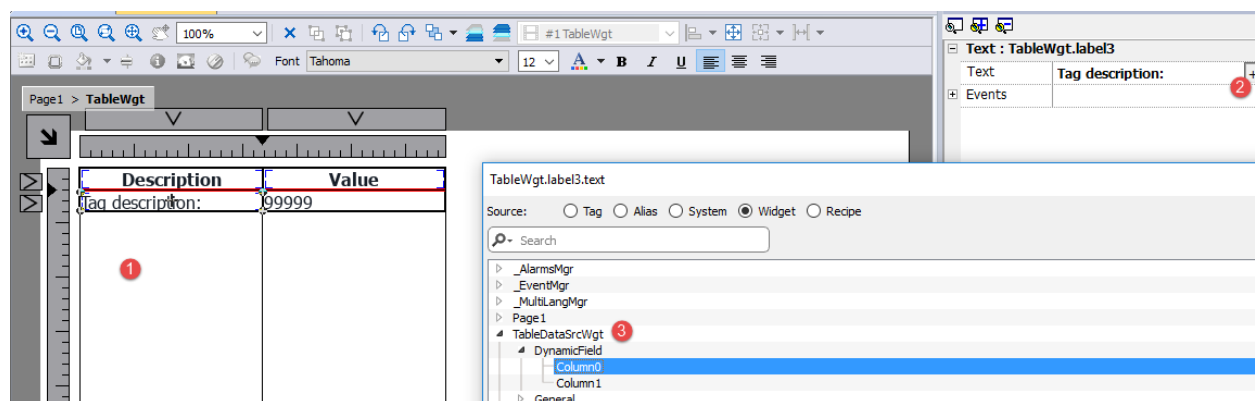 100%
#1 TableWgt
Font Tahoma
12
A B I U
Page1 > TableWgt
Description Value
Tag description: 99999
1
Text : TableWgt.label3
Text Tag description: +
2
Events
TableWgt.label3.text
Source: Tag Alias System Widget Recipe
Search
_AlarmsMgr
_EventMgr
_MultiLangMgr
Page1
TableDataSrcWgt 3
DynamicField
Column0
Column1
General